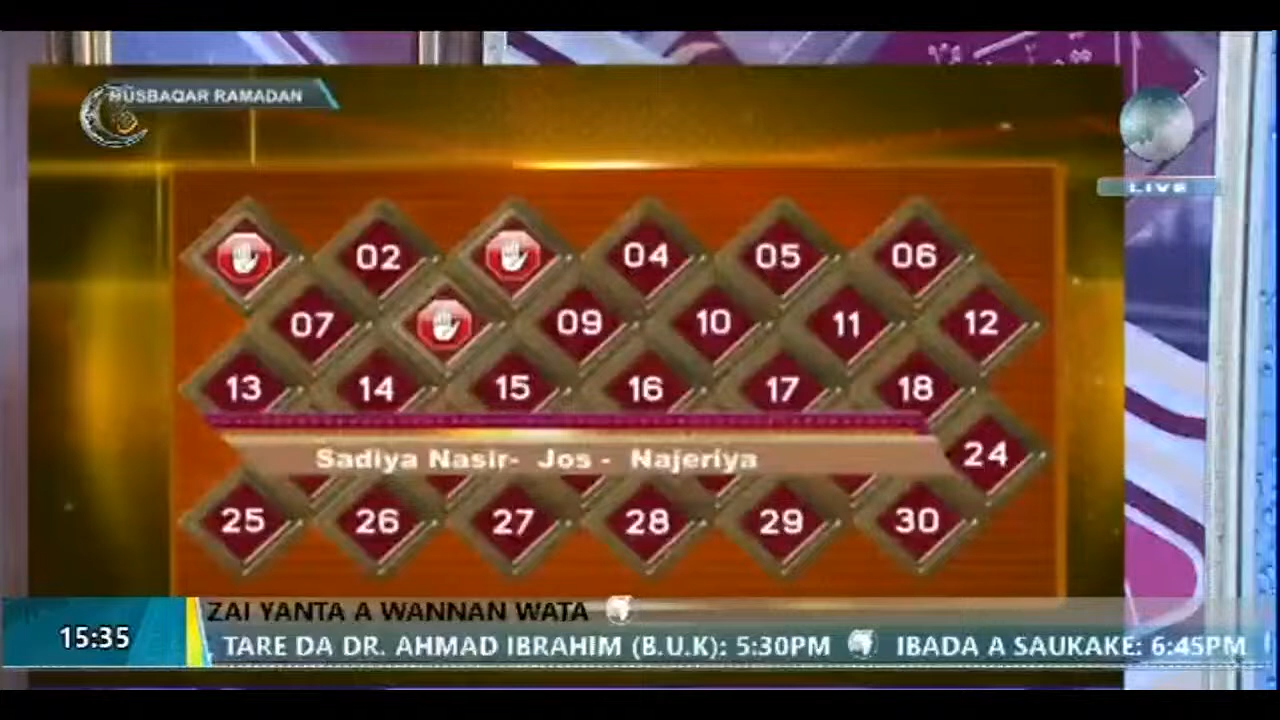 HUSBAQAR RAMADAN
LIVE
02 04 05 06
07 09 10 11 12
13 14 15 16 17 18
Sadiya Nasir- Jos - Najeriya
24
25 26 27 28 29 30
ZAI YANTA A WANNAN WATA
15:35
TARE DA DR. AHMAD IBRAHIM (B.U.K): 5:30PM IBADA A SAUKAKE: 6:45PM